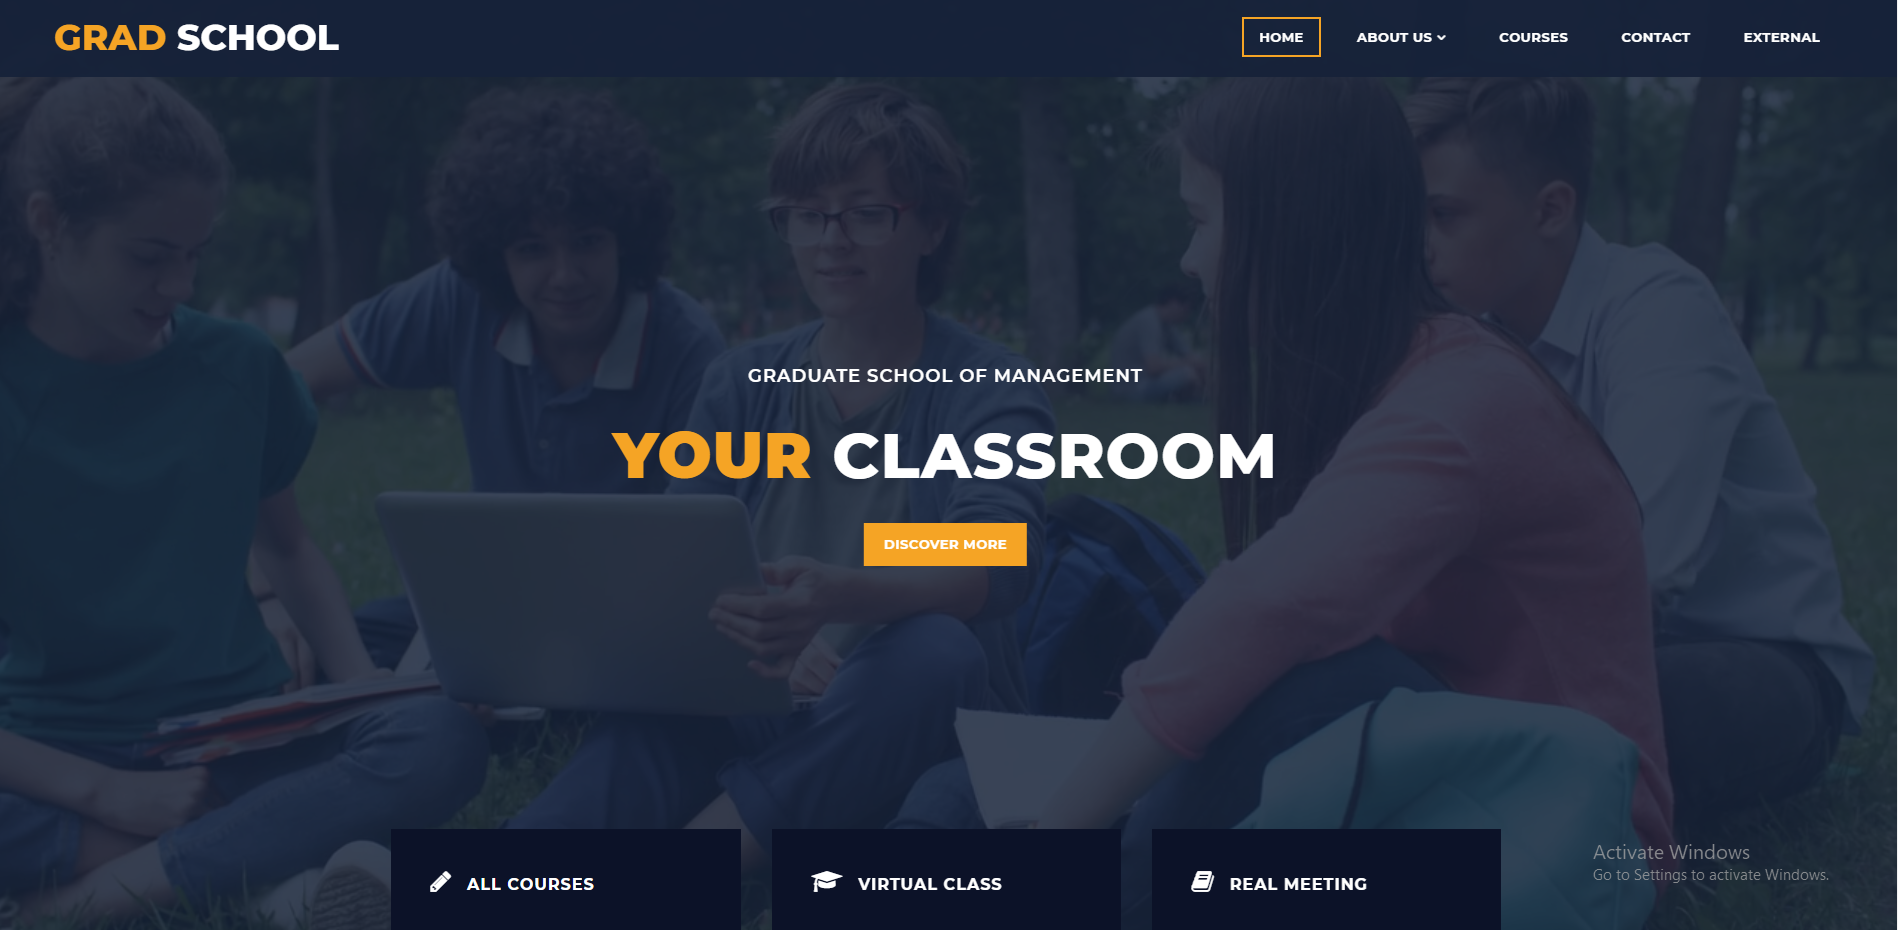 GRAD SCHOOL
HOME
ABOUT US
COURSES
CONTACT
EXTERNAL
GRADUATE SCHOOL OF MANAGEMENT
YOUR CLASSROOM
DISCOVER MORE
ALL COURSES
VIRTUAL CLASS
REAL MEETING
Activate Windows
Go to Settings to activate Windows.